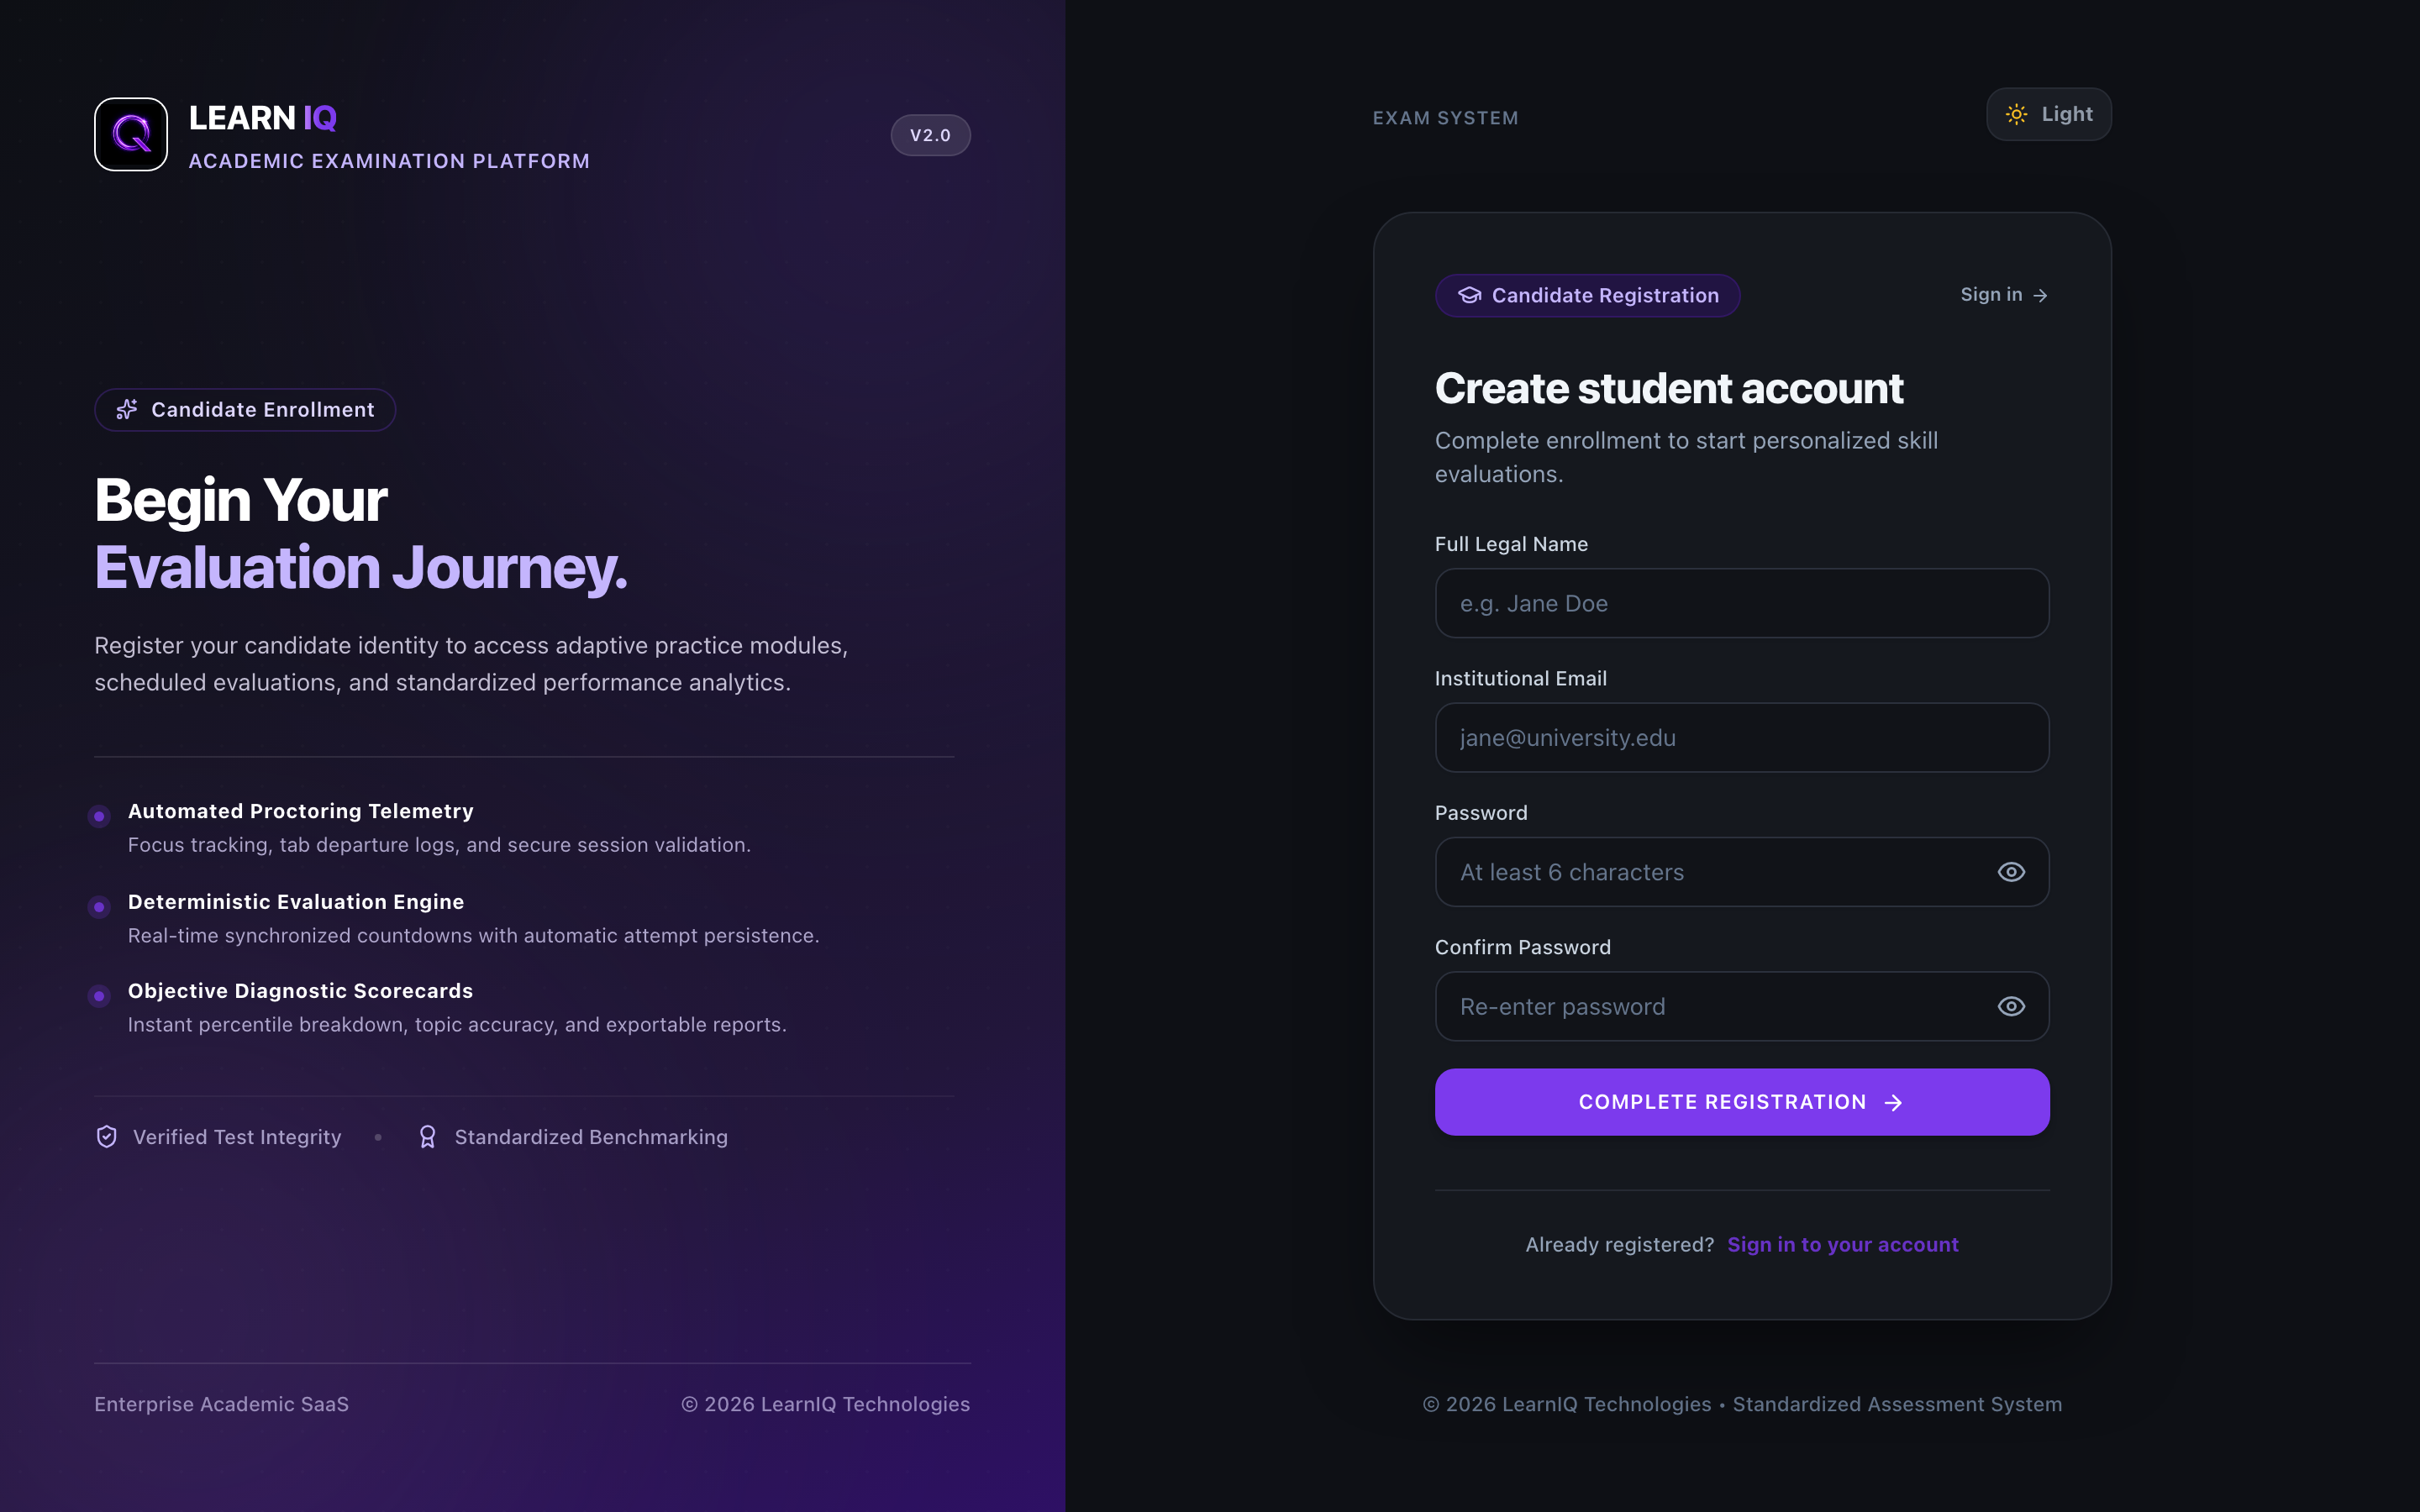 LEARN IQ
ACADEMIC EXAMINATION PLATFORM
V2.0
Candidate Enrollment
Begin Your
Evaluation Journey.
Register your candidate identity to access adaptive practice modules,
scheduled evaluations, and standardized performance analytics.
Automated Proctoring Telemetry
Focus tracking, tab departure logs, and secure session validation.
Deterministic Evaluation Engine
Real-time synchronized countdowns with automatic attempt persistence.
Objective Diagnostic Scorecards
Instant percentile breakdown, topic accuracy, and exportable reports.
Verified Test Integrity • Standardized Benchmarking
Enterprise Academic SaaS
© 2026 LearnIQ Technologies
EXAM SYSTEM
Light
Candidate Registration
Sign in →
Create student account
Complete enrollment to start personalized skill
evaluations.
Full Legal Name
e.g. Jane Doe
Institutional Email
jane@university.edu
Password
At least 6 characters
Confirm Password
Re-enter password
COMPLETE REGISTRATION →
Already registered? Sign in to your account
© 2026 LearnIQ Technologies • Standardized Assessment System